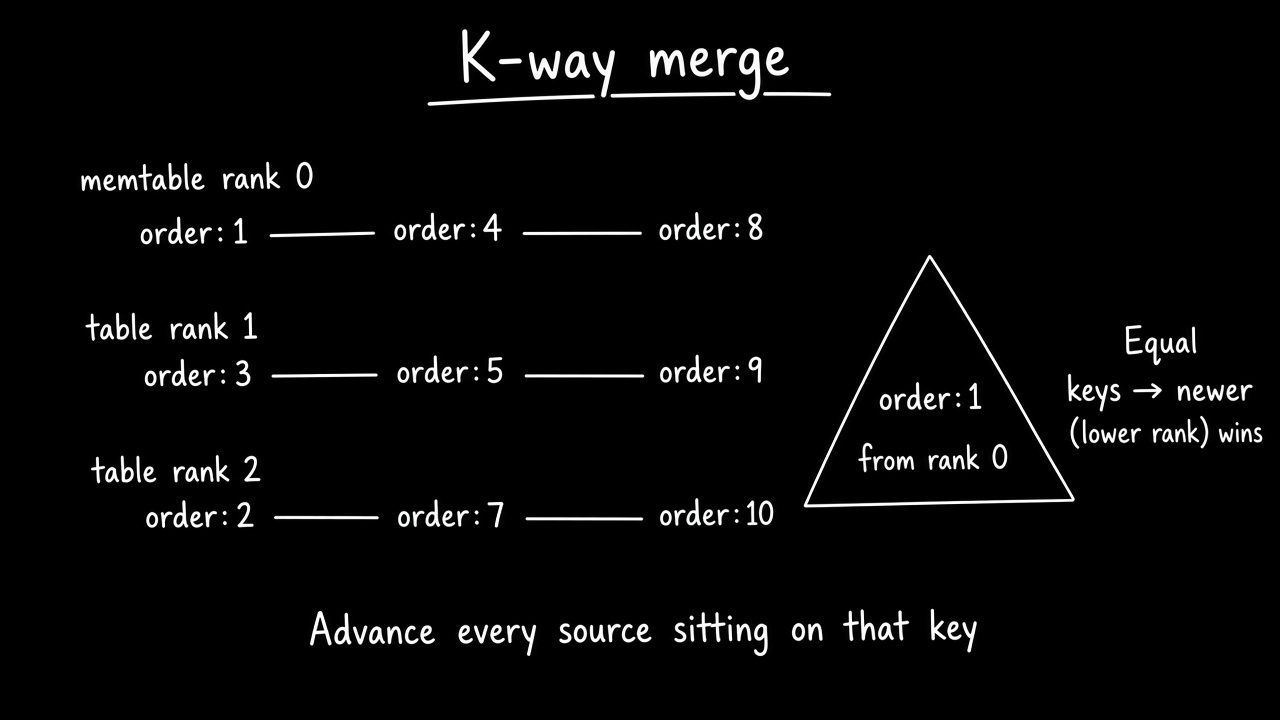 K-way merge
memtable rank 0
order:1 order:4 order:8
table rank 1
order:3 order:5 order:9
table rank 2
order:2 order:7 order:10
order:1
from rank 0
Equal
keys → newer
(lower rank) wins
Advance every source sitting on that key